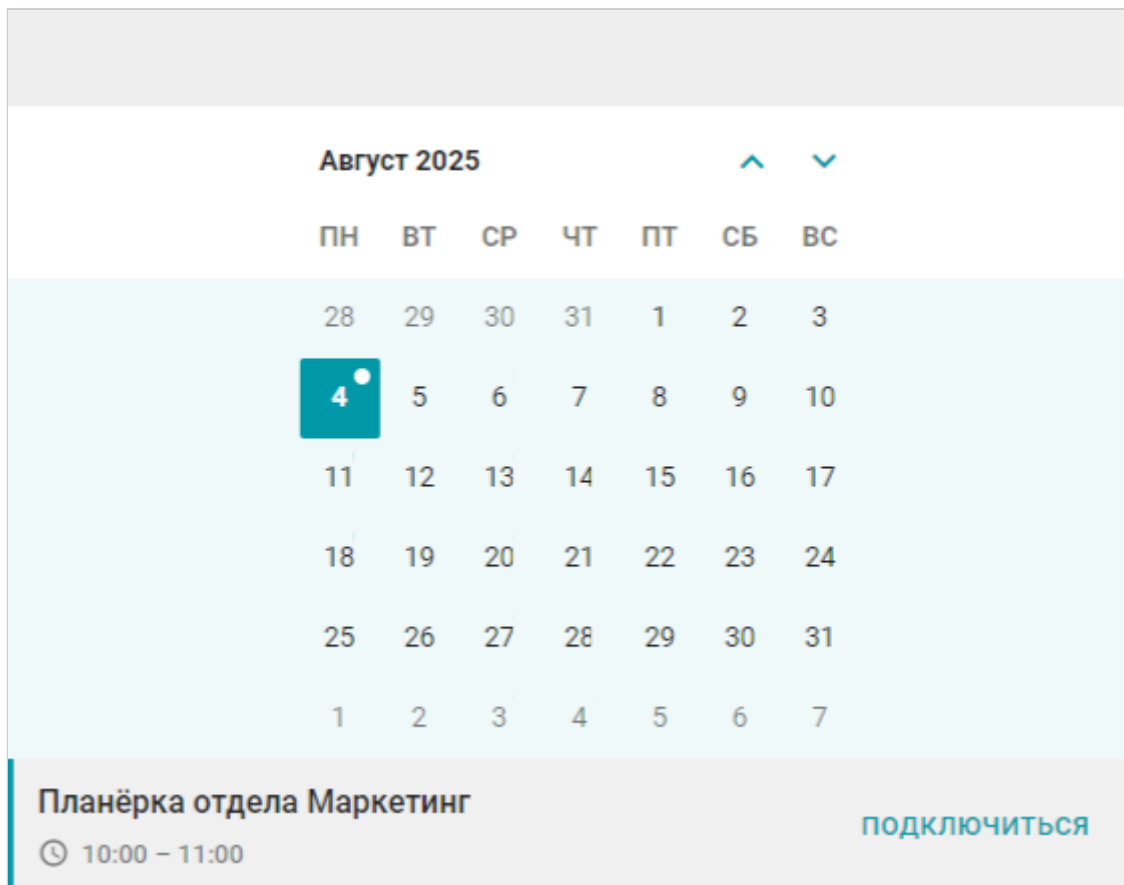 Август 2025
ПН ВТ СР ЧТ ПТ СБ ВС
28 29 30 31 1 2 3
4 5 6 7 8 9 10
11 12 13 14 15 16 17
18 19 20 21 22 23 24
25 26 27 28 29 30 31
1 2 3 4 5 6 7
Планёрка отдела Маркетинг
ПОДКЛЮЧИТЬСЯ
10:00 – 11:00